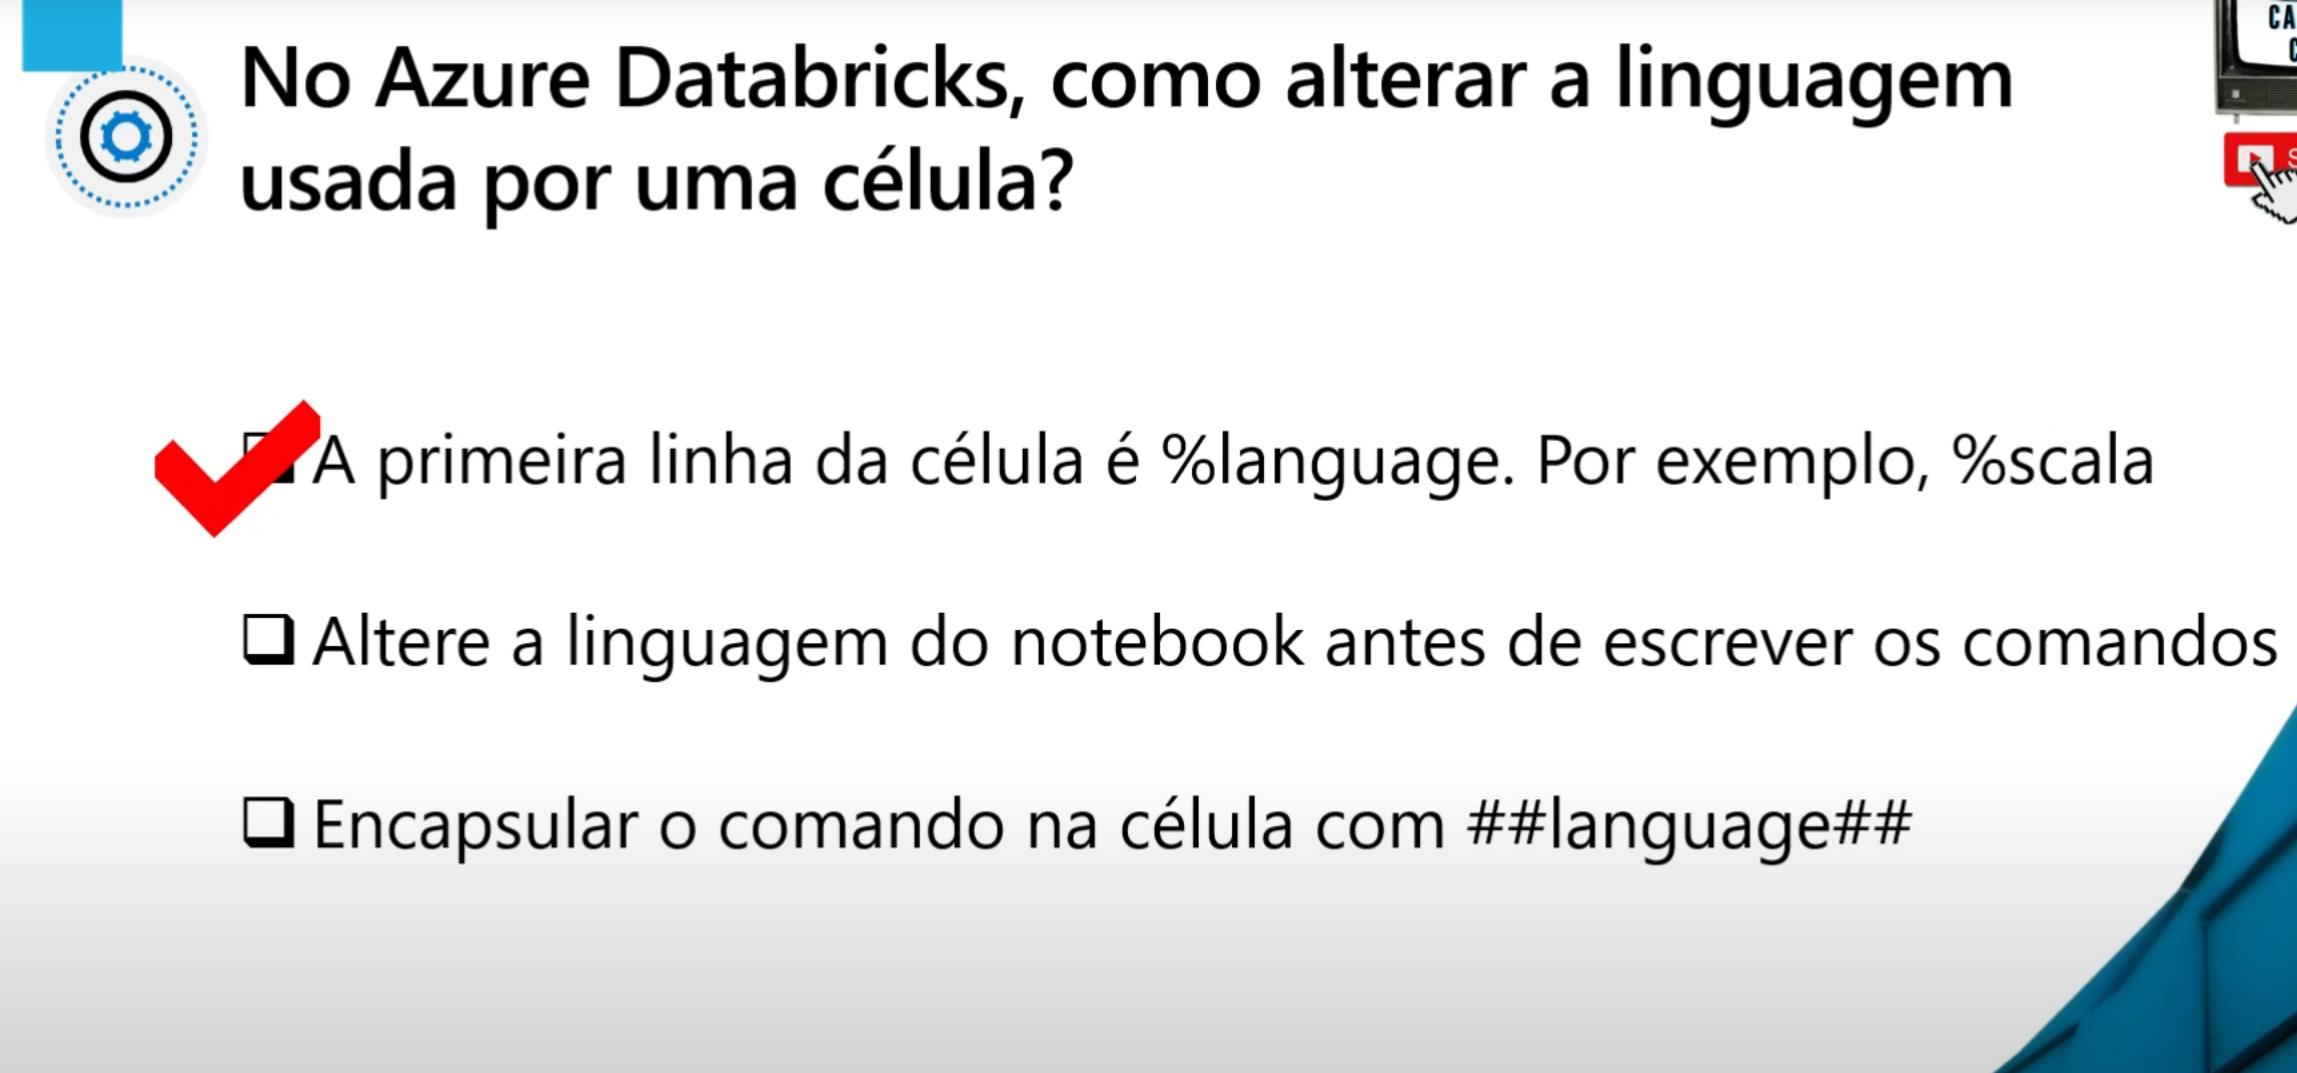 No Azure Databricks, como alterar a linguagem
usada por uma célula?
A primeira linha da célula é %language. Por exemplo, %scala
Altere a linguagem do notebook antes de escrever os comandos
Encapsular o comando na célula com ##language##